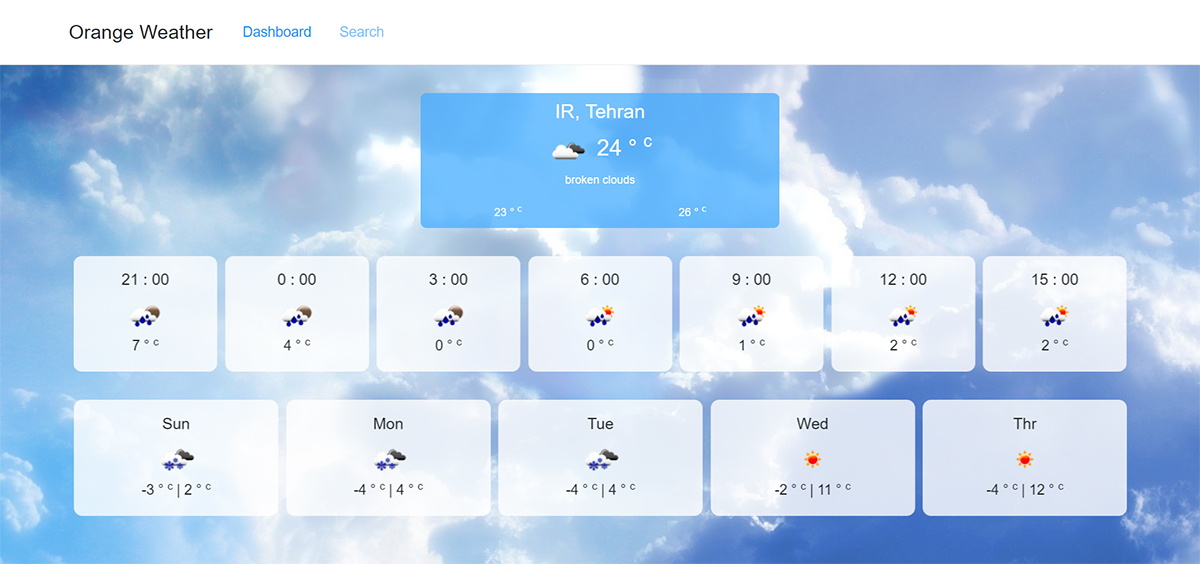 Orange Weather Dashboard Search
IR, Tehran
24 ° C
broken clouds
23 ° C 26 ° C
21 : 00 0 : 00 3 : 00 6 : 00 9 : 00 12 : 00 15 : 00
7 ° C 4 ° C 0 ° C 0 ° C 1 ° C 2 ° C 2 ° C
Sun Mon Tue Wed Thr
-3 ° C | 2 ° C -4 ° C | 4 ° C -4 ° C | 4 ° C -2 ° C | 11 ° C -4 ° C | 12 ° C